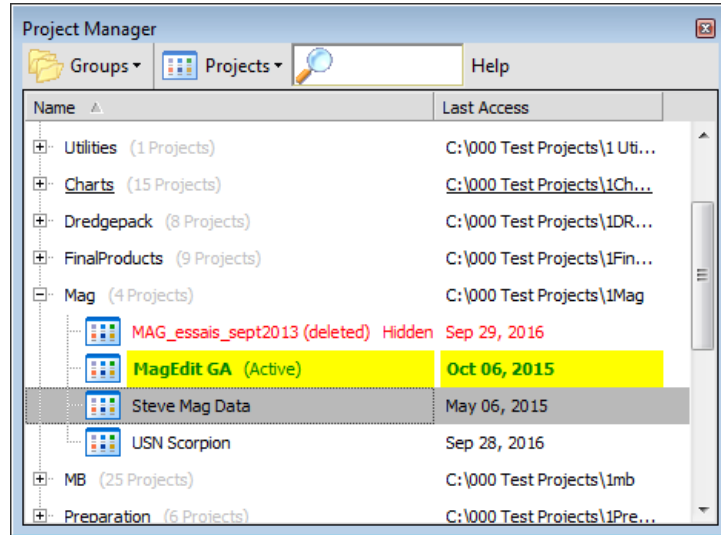 Project Manager
Groups Projects Help
Name Last Access
Utilities (1 Projects) C:\000 Test Projects\1 Uti...
Charts (15 Projects) C:\000 Test Projects\1Ch...
Dredgepack (8 Projects) C:\000 Test Projects\1DR...
FinalProducts (9 Projects) C:\000 Test Projects\1Fin...
Mag (4 Projects) C:\000 Test Projects\1Mag
MAG_essais_sept2013 (deleted) Hidden Sep 29, 2016
MagEdit GA (Active) Oct 06, 2015
Steve Mag Data May 06, 2015
USN Scorpion Sep 28, 2016
MB (25 Projects) C:\000 Test Projects\1mb
Preparation (6 Projects) C:\000 Test Projects\1Pre...